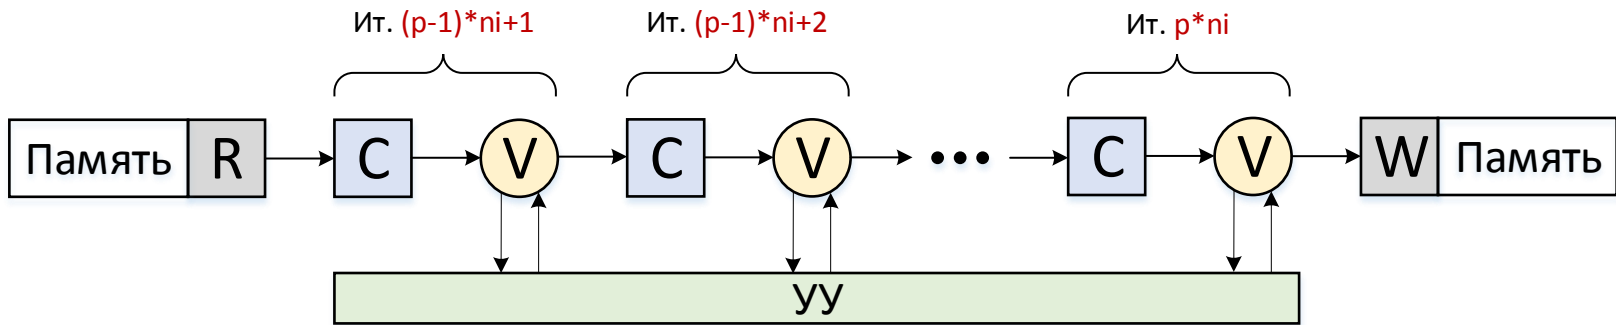 Ит. (p-1)*ni+1
Ит. (p-1)*ni+2
Ит. p*ni
Память R C V C V ••• C V W Память
УУ